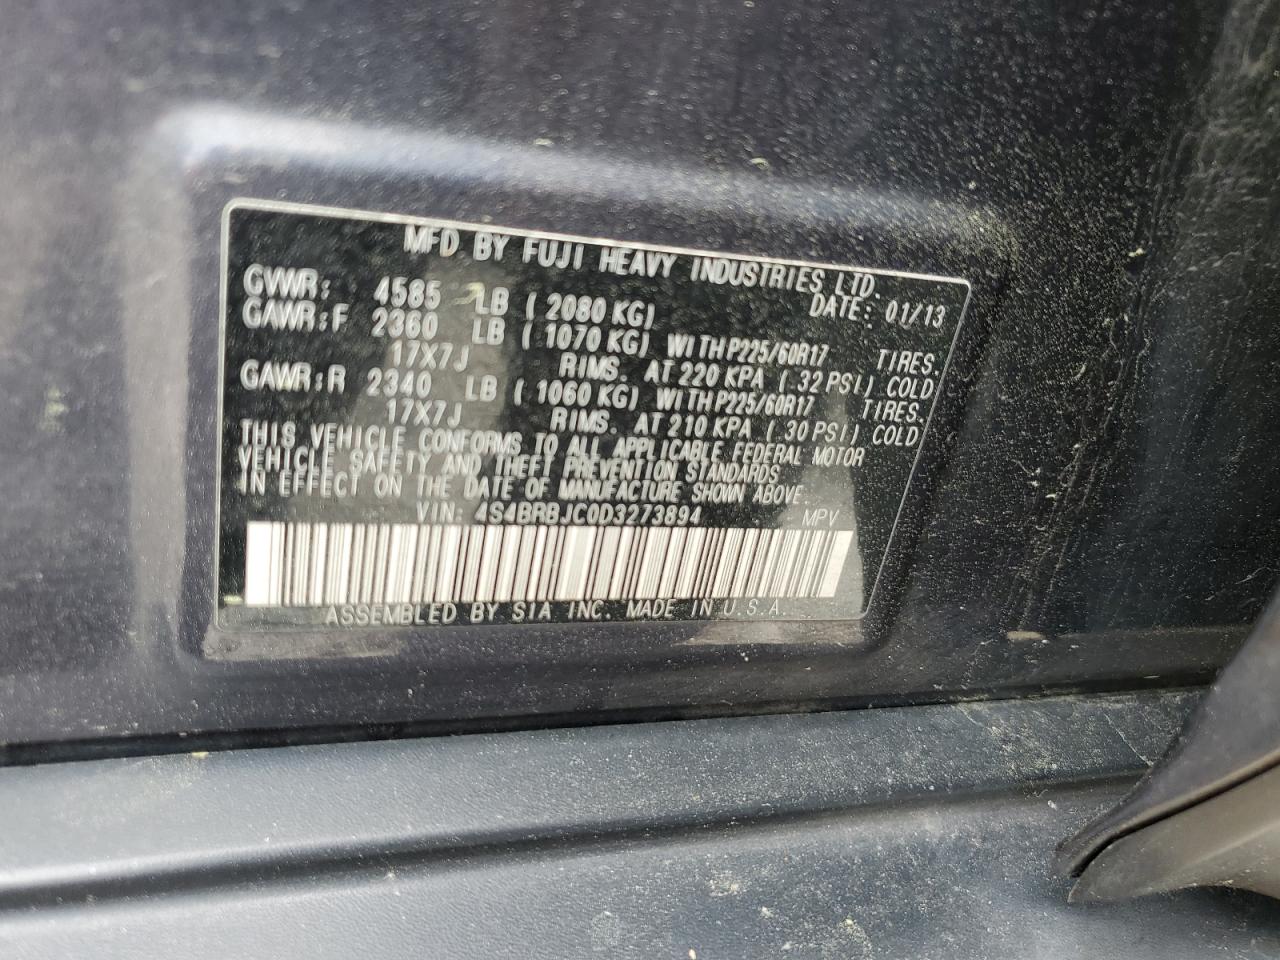 MFD BY FUJI HEAVY INDUSTRIES LTD.
GVWR: 4585 LB ( 2080 KG) DATE: 01/13
GAWR:F 2360 LB ( 1070 KG) WITH P225/60R17 TIRES.
17X7J RIMS. AT 220 KPA ( 32 PSI) COLD
GAWR:R 2340 LB ( 1060 KG) WITH P225/60R17 TIRES.
17X7J RIMS. AT 210 KPA ( 30 PSI) COLD
THIS VEHICLE CONFORMS TO ALL APPLICABLE FEDERAL MOTOR
VEHICLE SAFETY AND THEFT PREVENTION STANDARDS
IN EFFECT ON THE DATE OF MANUFACTURE SHOWN ABOVE.
VIN: 4S4BRBJC0D3273894 MPV
ASSEMBLED BY SIA INC. MADE IN U.S.A.